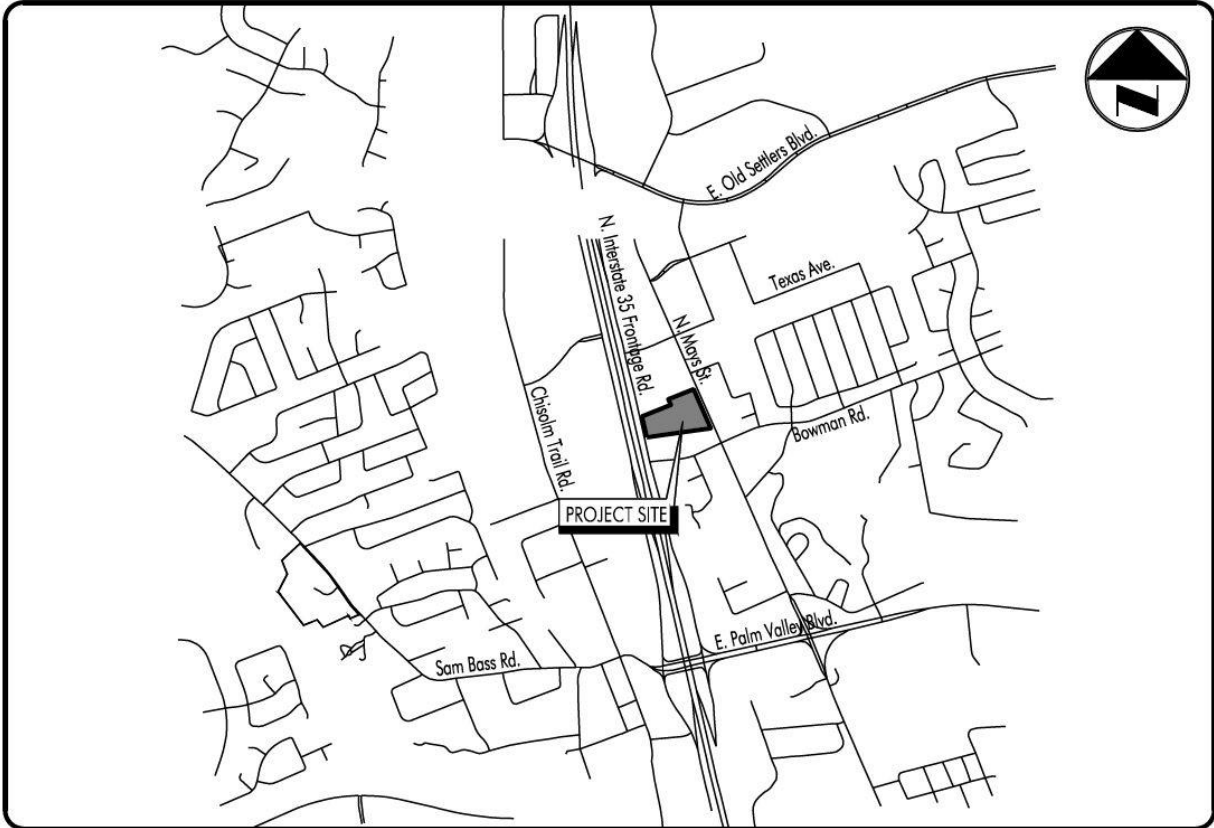 N
E. Old Settlers Blvd.
N. Interstate 35 Frontage Rd.
Texas Ave.
N. Mays St.
Chisolm Trail Rd.
Bowman Rd.
PROJECT SITE
E. Palm Valley Blvd.
Sam Bass Rd.